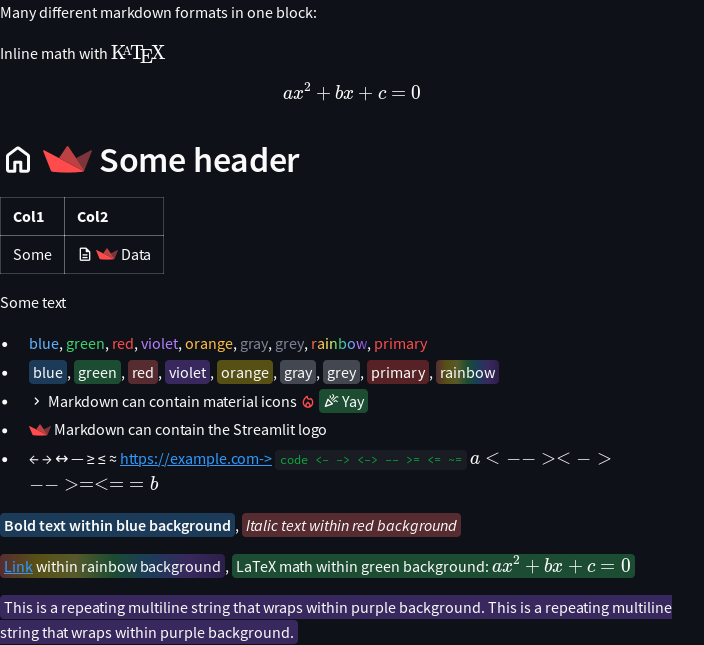 Many different markdown formats in one block:
Inline math with KATEX
ax² + bx + c = 0
Some header
Col1 Col2
Some Data
Some text
• blue, green, red, violet, orange, gray, grey, rainbow, primary
• blue, green, red, violet, orange, gray, grey, primary, rainbow
• Markdown can contain material icons Yay
• Markdown can contain the Streamlit logo
• ← → ↔ — ≥ ≤ ≈ https://example.com-> code <- -> <-> -- >= <= ~= a < −− >< − >
−− >=<= = b
Bold text within blue background, Italic text within red background
Link within rainbow background, LaTeX math within green background: ax² + bx + c = 0
This is a repeating multiline string that wraps within purple background. This is a repeating multiline
string that wraps within purple background.